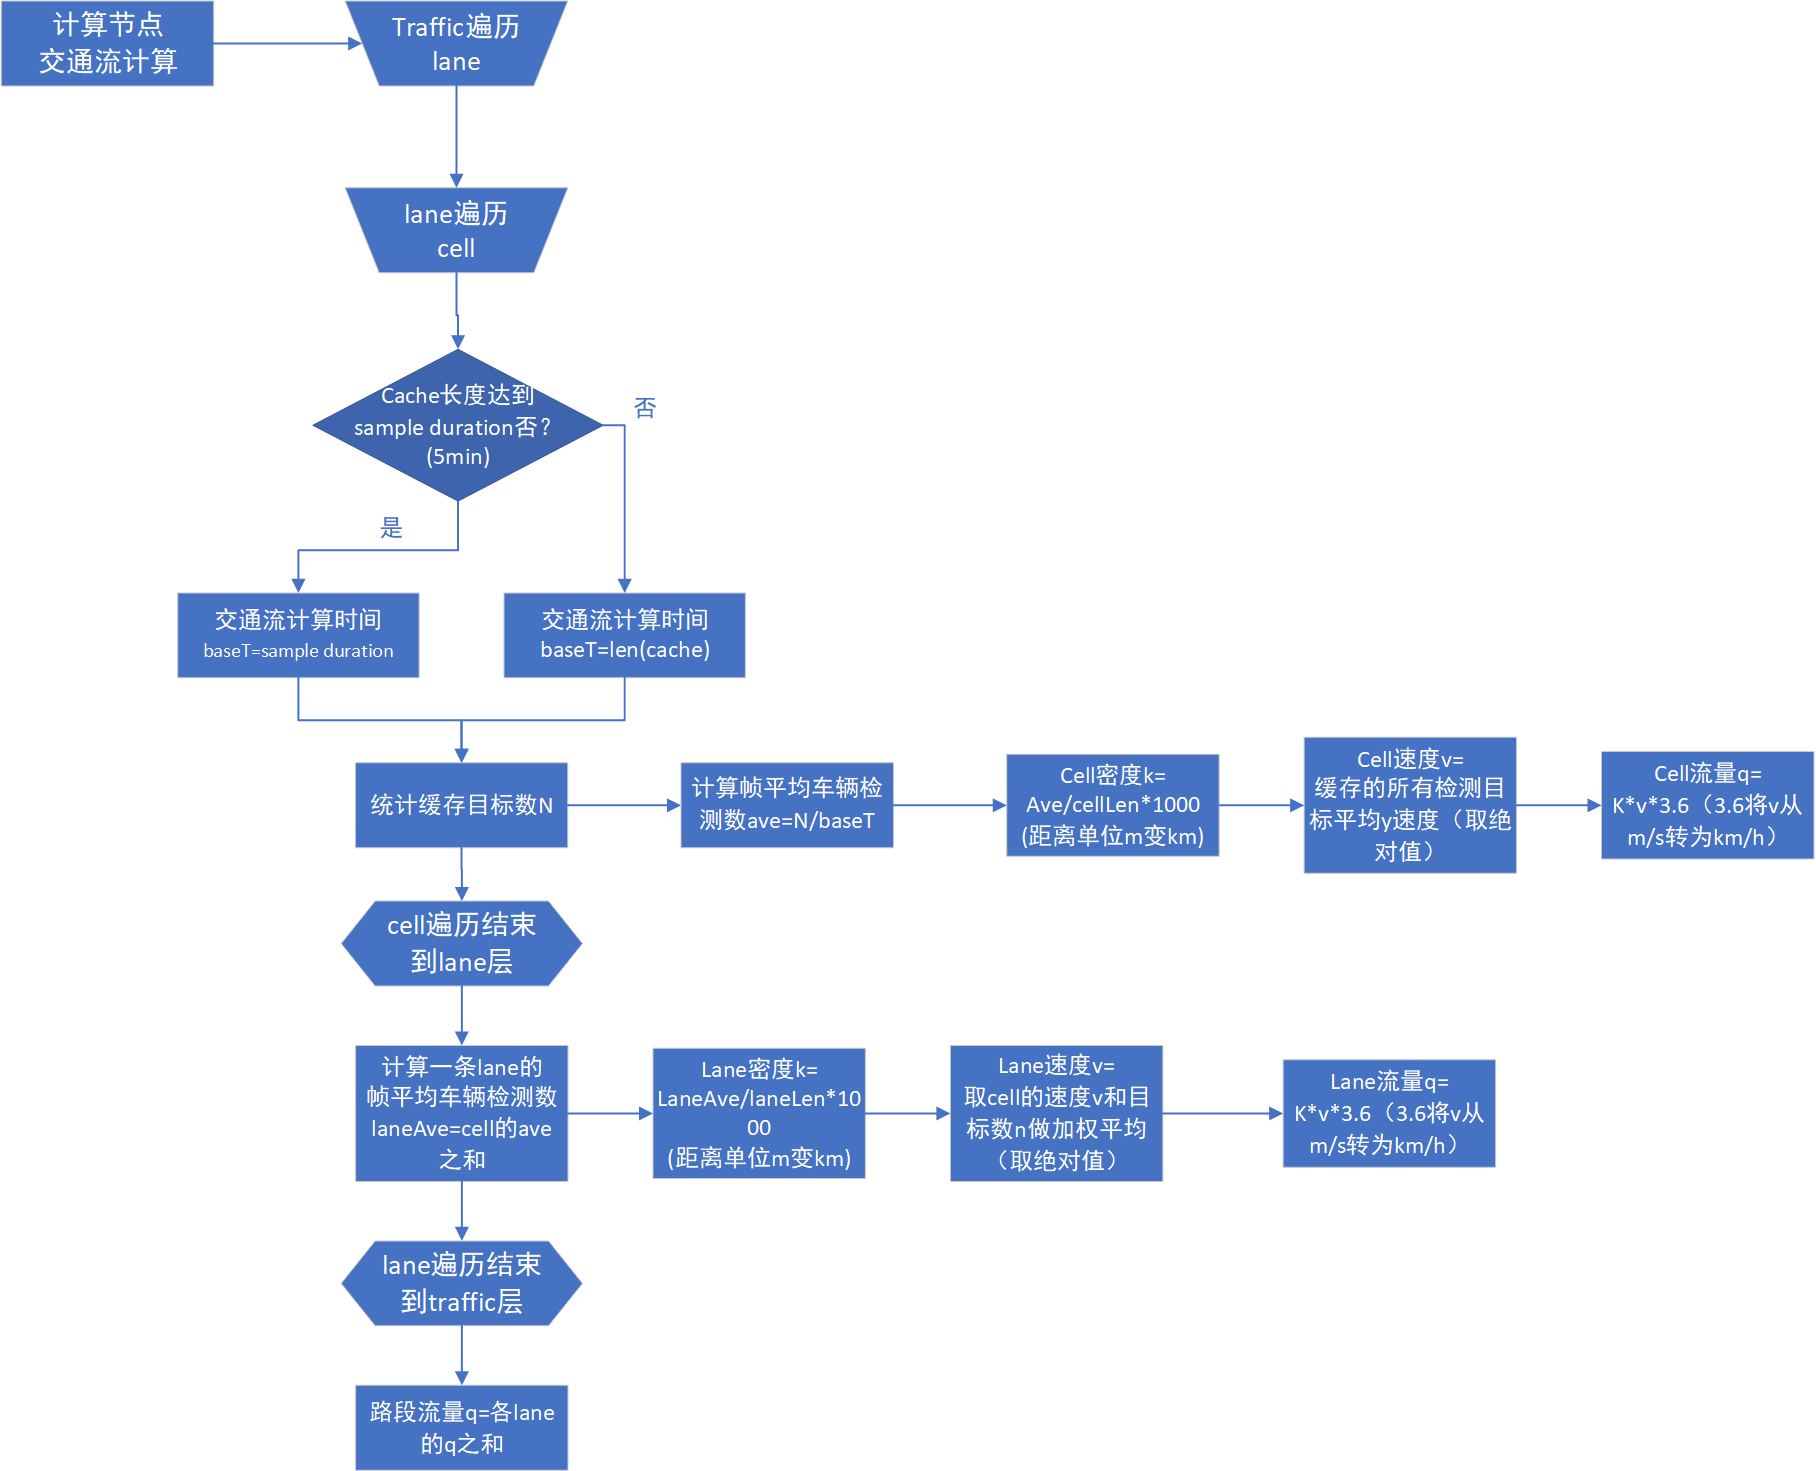 计算节点
交通流计算
Traffic遍历
lane
lane遍历
cell
Cache长度达到
sample duration否?
(5min)
否
是
交通流计算时间
baseT=sample duration
交通流计算时间
baseT=len(cache)
统计缓存目标数N
计算帧平均车辆检
测数ave=N/baseT
Cell密度k=
Ave/cellLen*1000
(距离单位m变km)
Cell速度v=
缓存的所有检测目
标平均y速度（取绝
对值）
Cell流量q=
K*v*3.6（3.6将v从
m/s转为km/h）
cell遍历结束
到lane层
计算一条lane的
帧平均车辆检测数
laneAve=cell的ave
之和
Lane密度k=
LaneAve/laneLen*10
00
(距离单位m变km)
Lane速度v=
取cell的速度v和目
标数n做加权平均
（取绝对值）
Lane流量q=
K*v*3.6（3.6将v从
m/s转为km/h）
lane遍历结束
到traffic层
路段流量q=各lane
的q之和